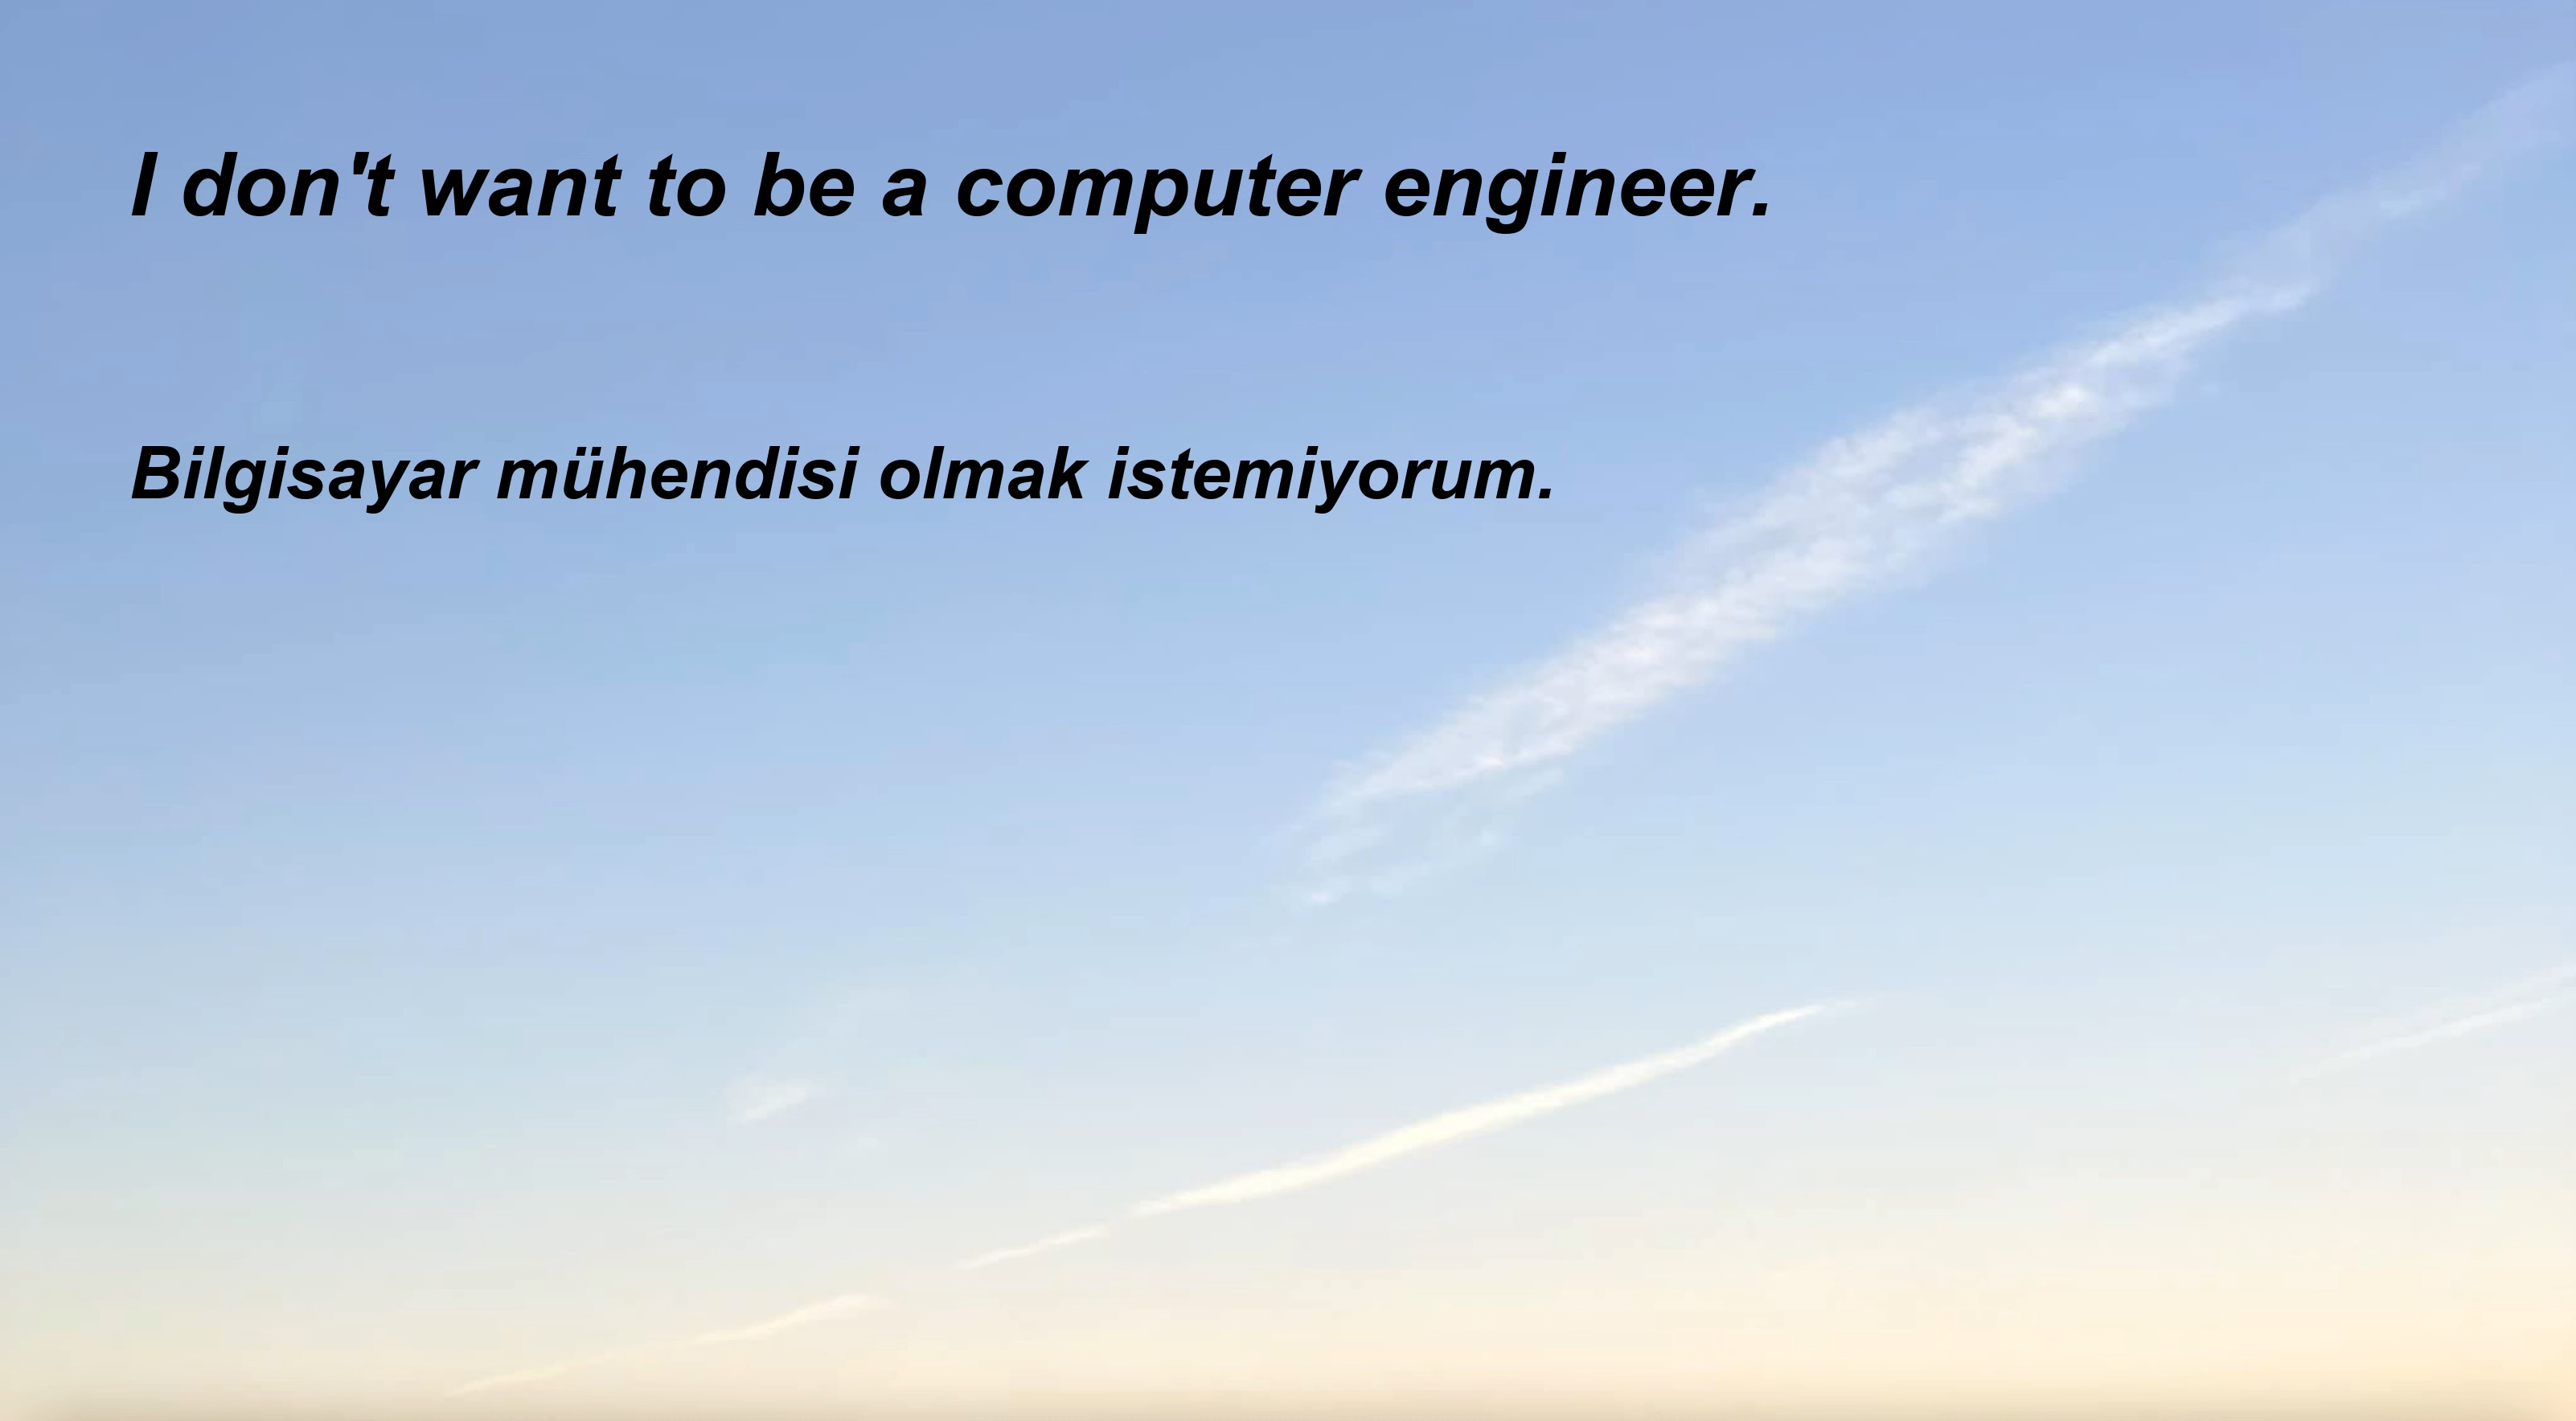 I don't want to be a computer engineer.
Bilgisayar mühendisi olmak istemiyorum.